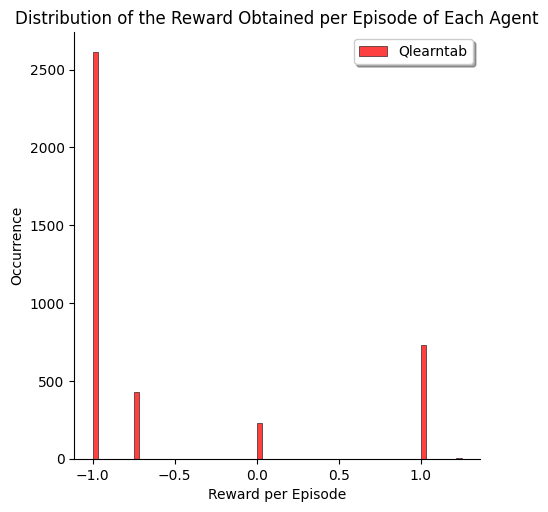 Distribution of the Reward Obtained per Episode of Each Agent
Qlearntab
2500
2000
1500
1000
500
0
Occurrence
−1.0 −0.5 0.0 0.5 1.0
Reward per Episode